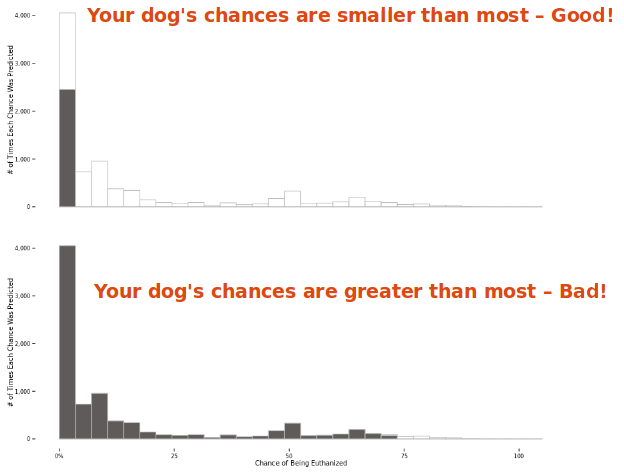 Your dog's chances are smaller than most – Good!
4,000
3,000
2,000
1,000
0
# of Times Each Chance Was Predicted
Your dog's chances are greater than most – Bad!
4,000
3,000
2,000
1,000
0
# of Times Each Chance Was Predicted
0% 25 50 75 100
Chance of Being Euthanized